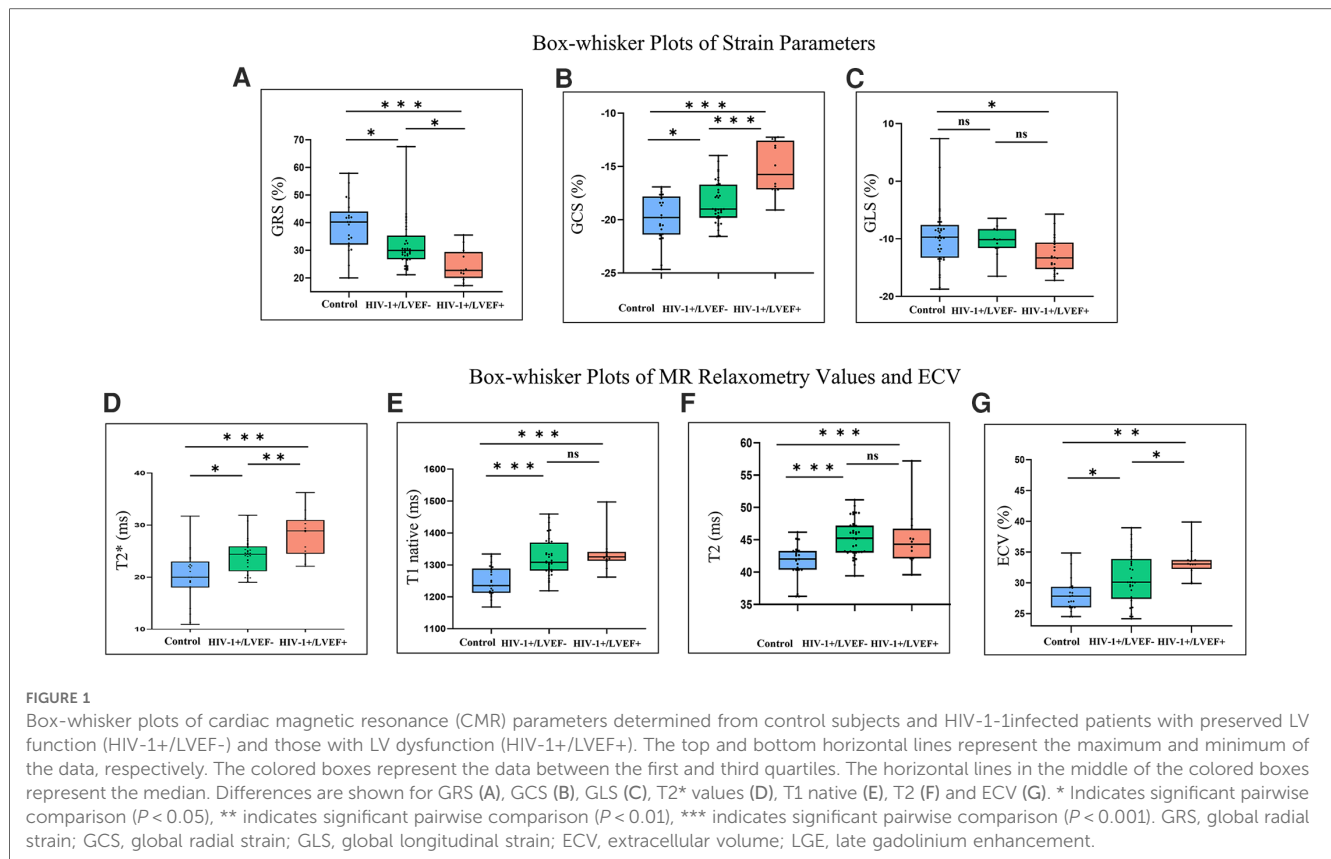 Box-whisker Plots of Strain Parameters
A
B
C
* * *
*
*
GRS (%)
70
60
50
40
30
20
Control HIV-1+/LVEF- HIV-1+/LVEF+
* * *
*
* * *
GCS (%)
-10
-15
-20
-25
Control HIV-1+/LVEF- HIV-1+/LVEF+
*
ns
ns
GLS (%)
10
0
-10
-20
Control HIV-1+/LVEF- HIV-1+/LVEF+
Box-whisker Plots of MR Relaxometry Values and ECV
D
E
F
G
* * *
*
* *
T2* (ms)
40
30
20
10
Control HIV-1+/LVEF- HIV-1+/LVEF+
* * *
* * *
ns
T1 native (ms)
1600
1500
1400
1300
1200
1100
Control HIV-1+/LVEF- HIV-1+/LVEF+
* * *
* * *
ns
T2 (ms)
60
55
50
45
40
35
Control HIV-1+/LVEF- HIV-1+/LVEF+
* *
*
*
ECV (%)
50
45
40
35
30
25
Control HIV-1+/LVEF- HIV-1+/LVEF+
FIGURE 1
Box-whisker plots of cardiac magnetic resonance (CMR) parameters determined from control subjects and HIV-1-1infected patients with preserved LV
function (HIV-1+/LVEF-) and those with LV dysfunction (HIV-1+/LVEF+). The top and bottom horizontal lines represent the maximum and minimum of
the data, respectively. The colored boxes represent the data between the first and third quartiles. The horizontal lines in the middle of the colored boxes
represent the median. Differences are shown for GRS (A), GCS (B), GLS (C), T2* values (D), T1 native (E), T2 (F) and ECV (G). * Indicates significant pairwise
comparison (P < 0.05), ** indicates significant pairwise comparison (P < 0.01), *** indicates significant pairwise comparison (P < 0.001). GRS, global radial
strain; GCS, global radial strain; GLS, global longitudinal strain; ECV, extracellular volume; LGE, late gadolinium enhancement.